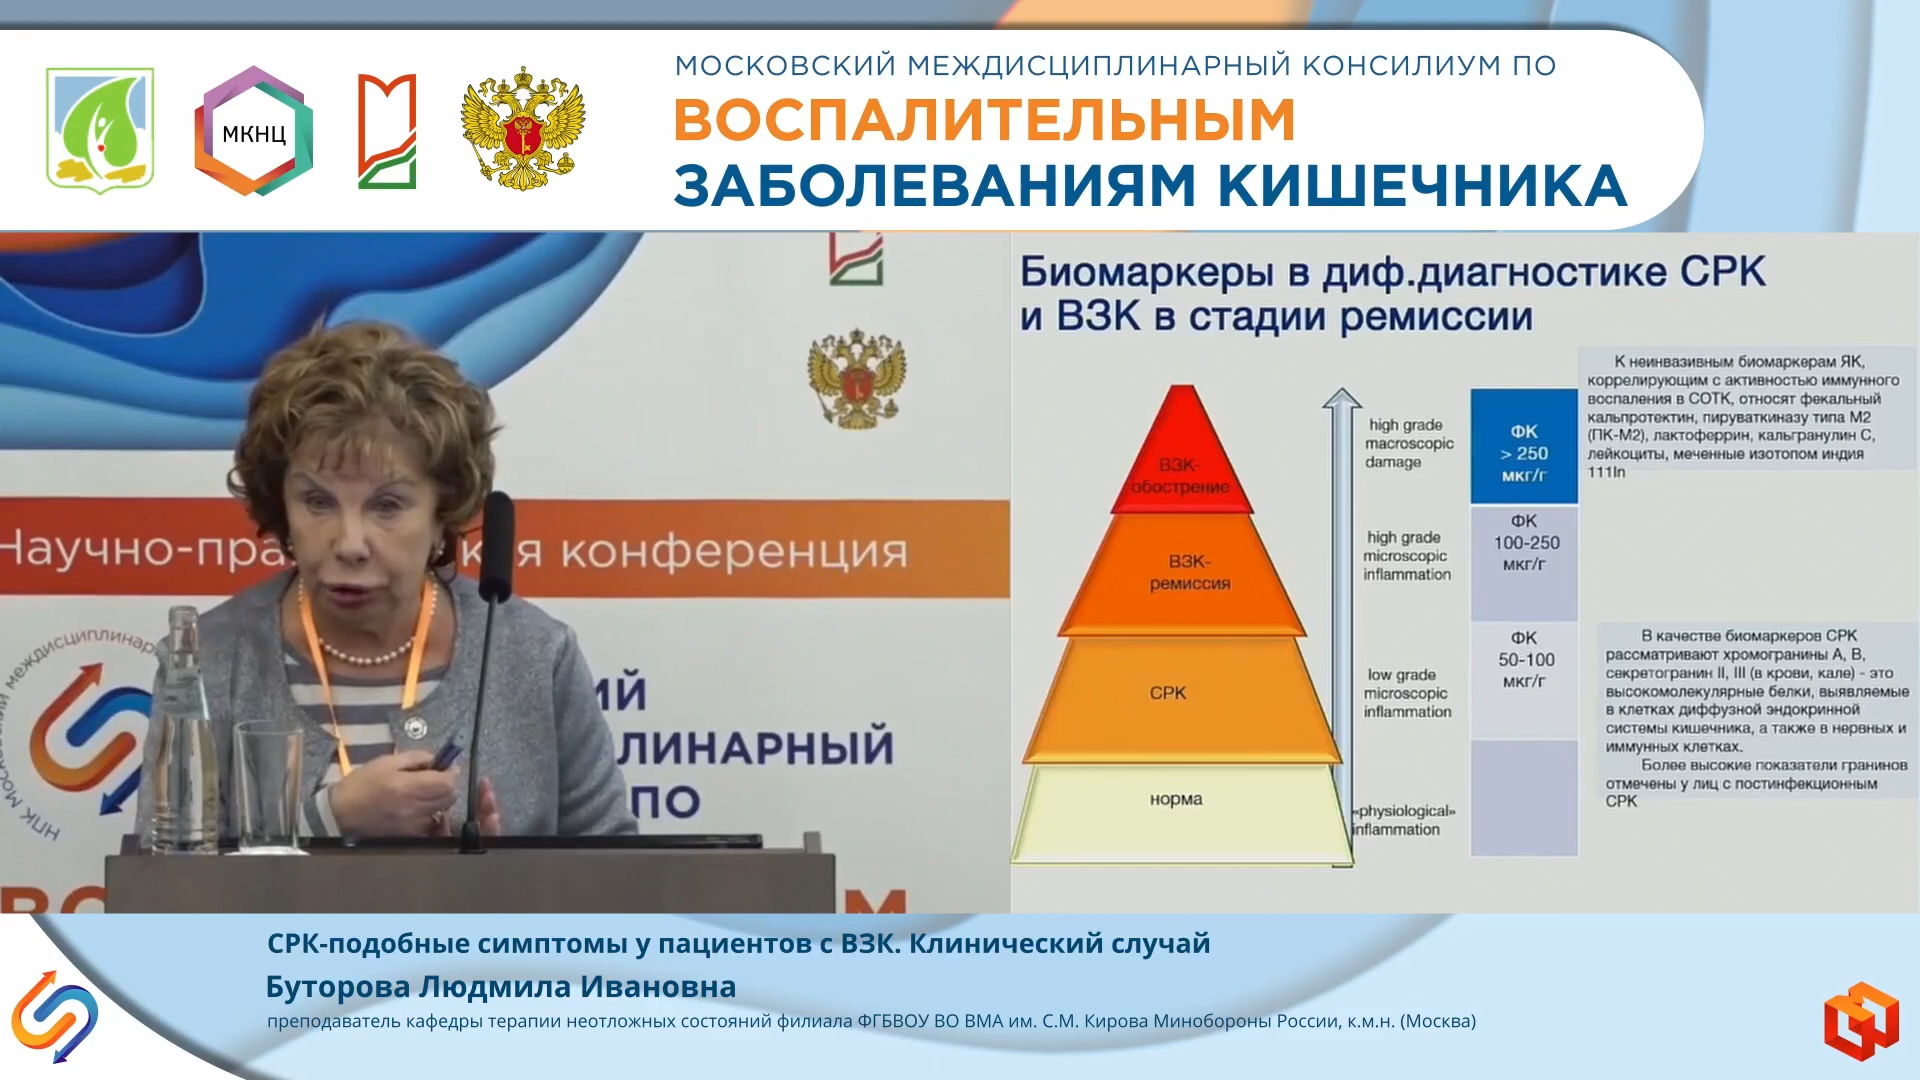 МКНЦ
МОСКОВСКИЙ МЕЖДИСЦИПЛИНАРНЫЙ КОНСИЛИУМ ПО
ВОСПАЛИТЕЛЬНЫМ
ЗАБОЛЕВАНИЯМ КИШЕЧНИКА
Научно-пра
к
я конференция
НПК Московский междисциплинар
ИЙ
ЛИНАРНЫЙ
ПО
ВО
М
Биомаркеры в диф.диагностике СРК
и ВЗК в стадии ремиссии
ВЗК-
обострение
ВЗК-
ремиссия
СРК
норма
high grade
macroscopic
damage
high grade
microscopic
inflammation
low grade
microscopic
inflammation
«physiological»
inflammation
ФК
> 250
мкг/г
ФК
100-250
мкг/г
ФК
50-100
мкг/г
К неинвазивным биомаркерам ЯК,
коррелирующим с активностью иммунного
воспаления в СОТК, относят фекальный
кальпротектин, пируваткиназу типа М2
(ПК-М2), лактоферрин, кальгранулин С,
лейкоциты, меченные изотопом индия
111In
В качестве биомаркеров СРК
рассматривают хромогранины А, В,
секретогранин II, III (в крови, кале) - это
высокомолекулярные белки, выявляемые
в клетках диффузной эндокринной
системы кишечника, а также в нервных и
иммунных клетках.
Более высокие показатели гранинов
отмечены у лиц с постинфекционным
СРК
СРК-подобные симптомы у пациентов с ВЗК. Клинический случай
Буторова Людмила Ивановна
преподаватель кафедры терапии неотложных состояний филиала ФГБВОУ ВО ВМА им. С.М. Кирова Минобороны России, к.м.н. (Москва)